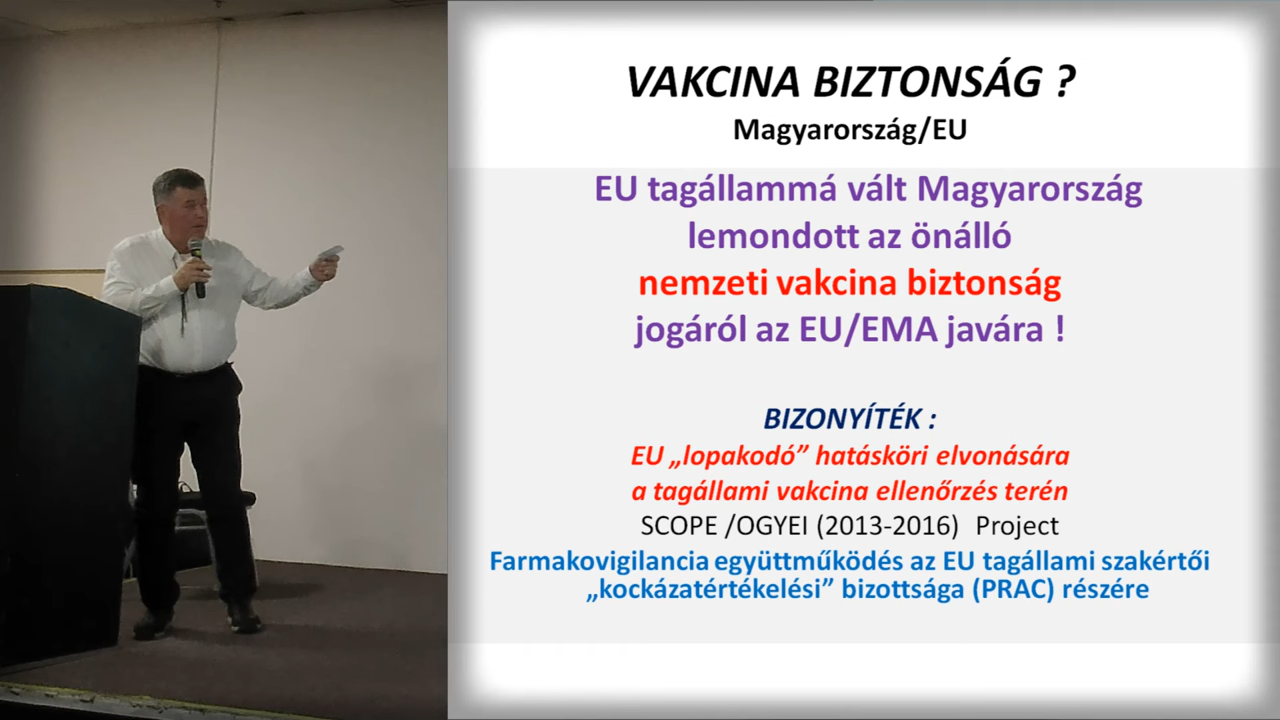 VAKCINA BIZTONSÁG ?
Magyarország/EU
EU tagállammá vált Magyarország
lemondott az önálló
nemzeti vakcina biztonság
jogáról az EU/EMA javára !
BIZONYÍTÉK :
EU „lopakodó” hatásköri elvonására
a tagállami vakcina ellenőrzés terén
SCOPE /OGYEI (2013-2016) Project
Farmakovigilancia együttműködés az EU tagállami szakértői
„kockázatértékelési” bizottsága (PRAC) részére